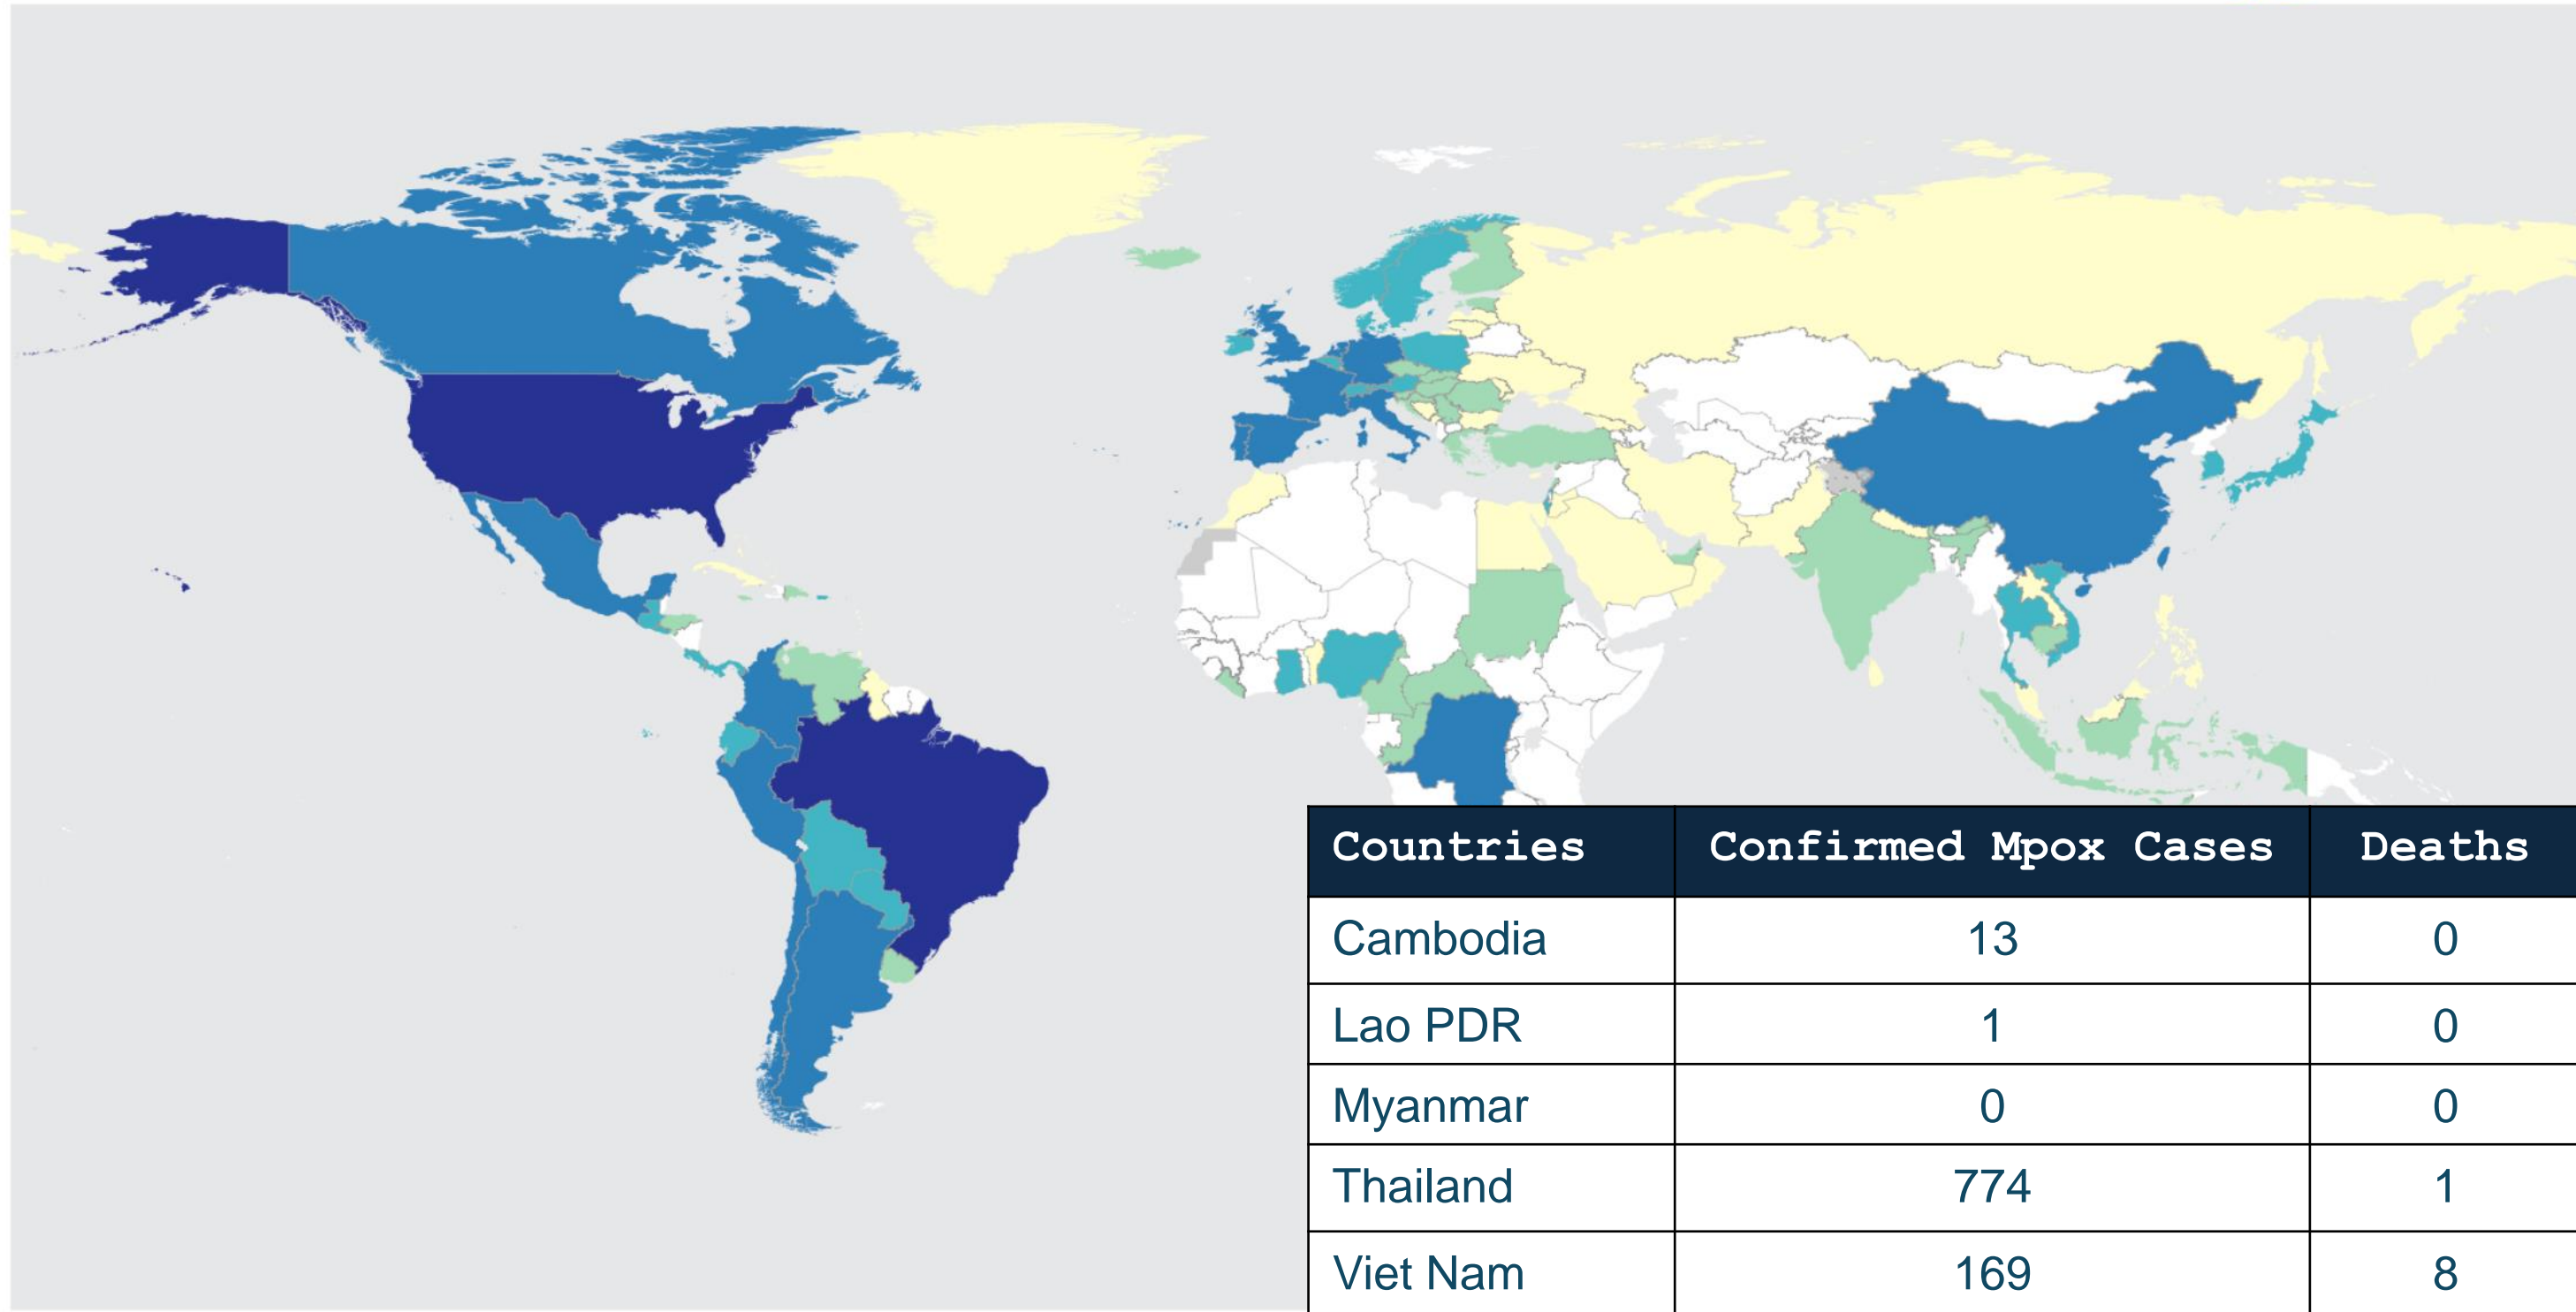 Countries Confirmed Mpox Cases Deaths
Cambodia 13 0
Lao PDR 1 0
Myanmar 0 0
Thailand 774 1
Viet Nam 169 8